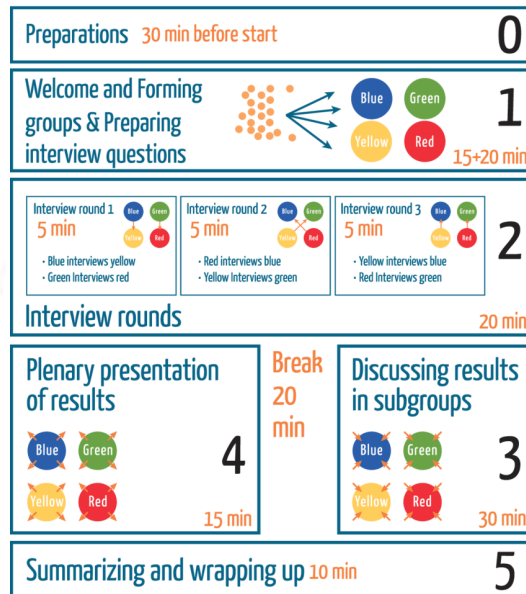 Preparations 30 min before start
0
Welcome and Forming
groups & Preparing
interview questions
Blue Green
Yellow Red
1
15+20 min
Interview round 1
5 min
Blue Green
Yellow Red
· Blue interviews yellow
· Green Interviews red
Interview round 2
5 min
Blue Green
Yellow Red
· Red interviews blue
· Yellow Interviews green
Interview round 3
5 min
Blue Green
Yellow Red
· Yellow interviews blue
· Red Interviews green
2
Interview rounds
20 min
Plenary presentation
of results
Blue Green
Yellow Red
4
15 min
Break
20
min
Discussing results
in subgroups
Blue Green
Yellow Red
3
30 min
Summarizing and wrapping up 10 min
5